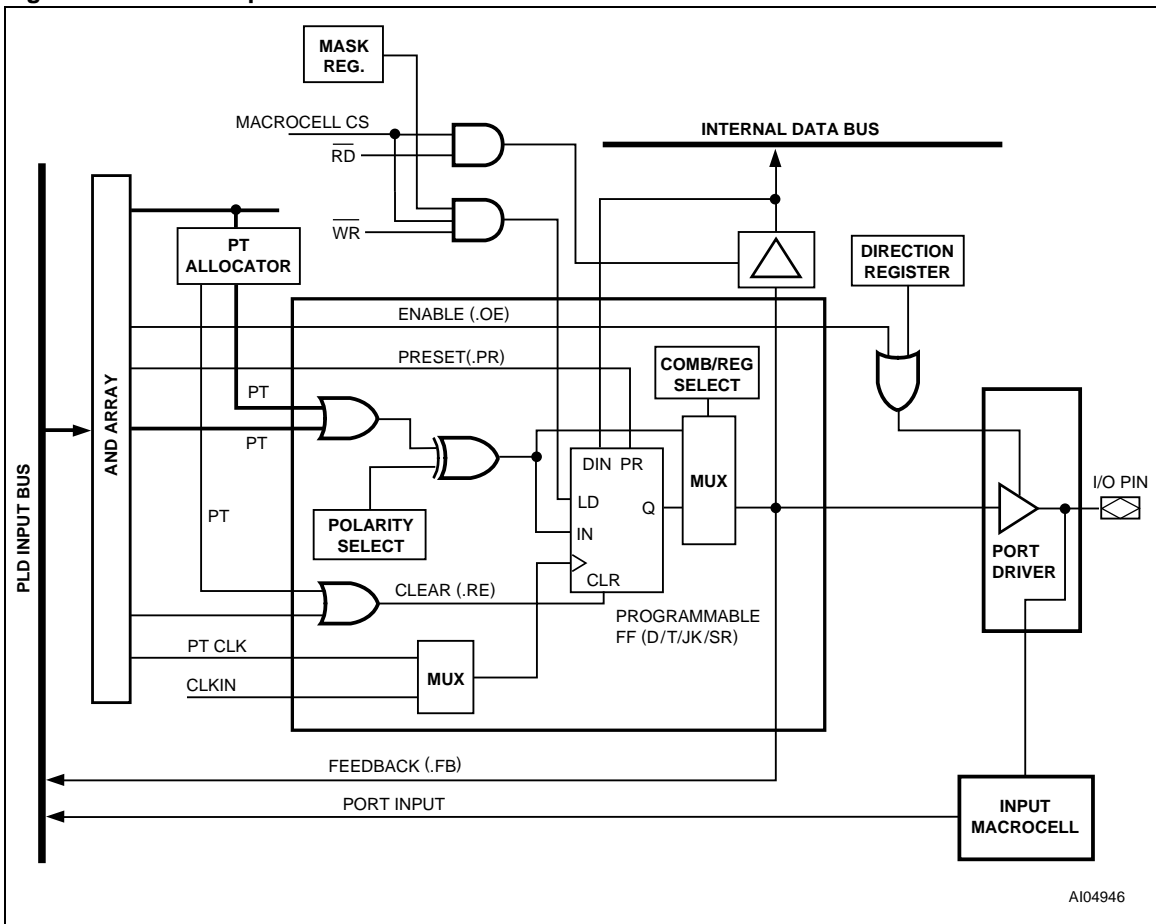 MASK
REG.
MACROCELL CS
INTERNAL DATA BUS
RD
WR
PT
ALLOCATOR
DIRECTION
REGISTER
ENABLE (.OE)
PRESET(.PR)
COMB/REG
SELECT
PT
PT
AND ARRAY
PLD INPUT BUS
DIN PR
MUX
I/O PIN
LD
Q
POLARITY
SELECT
IN
PT
PORT
DRIVER
CLR
CLEAR (.RE)
PROGRAMMABLE
FF (D/T/JK/SR)
PT CLK
MUX
CLKIN
FEEDBACK (.FB)
PORT INPUT
INPUT
MACROCELL
AI04946